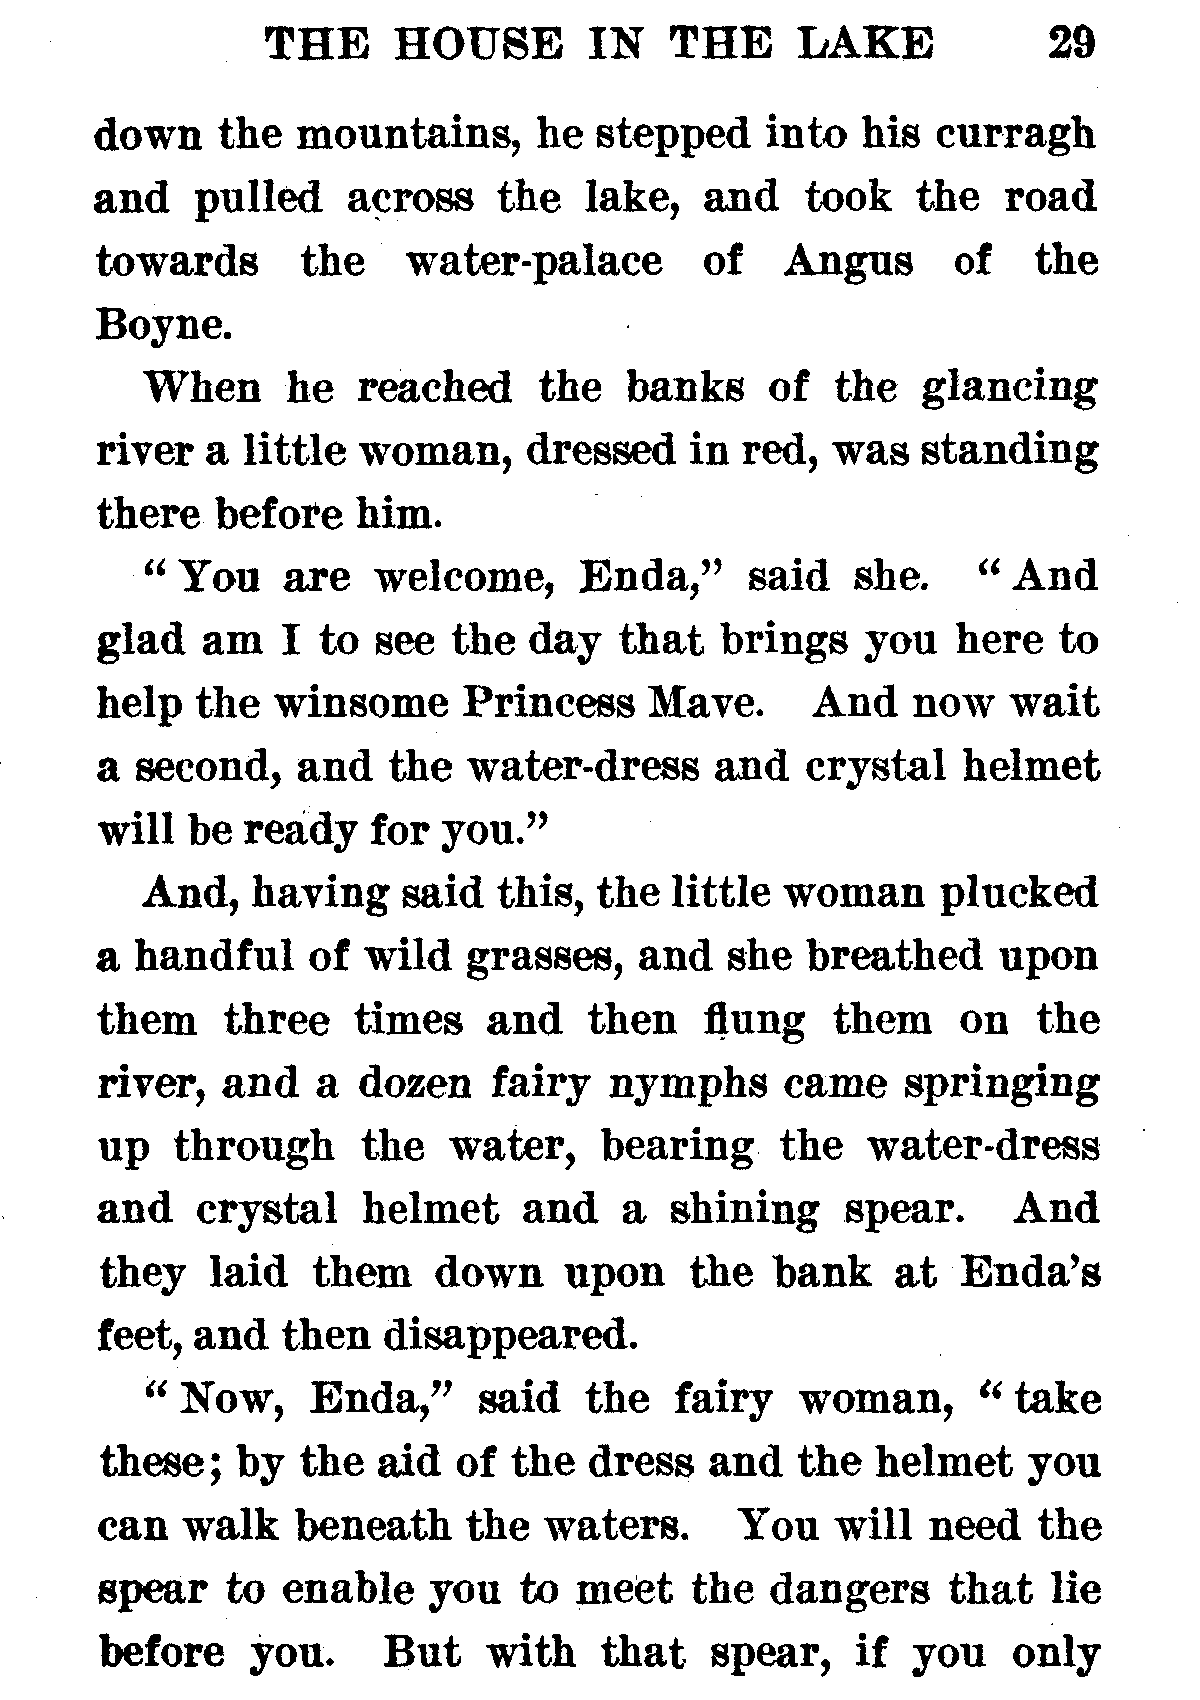 THE HOUSE IN THE LAKE 29
down the mountains, he stepped into his curragh
and pulled across the lake, and took the road
towards the water-palace of Angus of the
Boyne.
When he reached the banks of the glancing
river a little woman, dressed in red, was standing
there before him.
“ You are welcome, Enda,” said she. “ And
glad am I to see the day that brings you here to
help the winsome Princess Mave. And now wait
a second, and the water-dress and crystal helmet
will be ready for you.”
And, having said this, the little woman plucked
a handful of wild grasses, and she breathed upon
them three times and then flung them on the
river, and a dozen fairy nymphs came springing
up through the water, bearing the water-dress
and crystal helmet and a shining spear. And
they laid them down upon the bank at Enda’s
feet, and then disappeared.
“ Now, Enda,” said the fairy woman, “ take
these; by the aid of the dress and the helmet you
can walk beneath the waters. You will need the
spear to enable you to meet the dangers that lie
before you. But with that spear, if you only